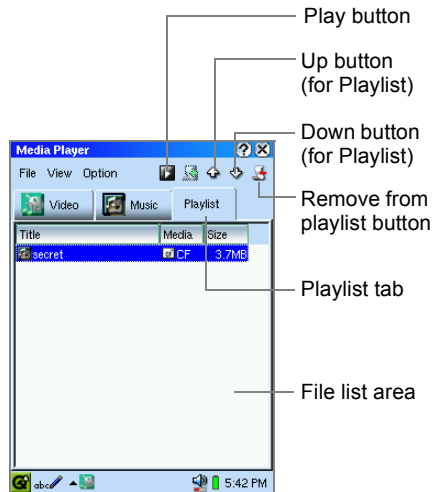 Play button
Up button
(for Playlist)
Down button
(for Playlist)
Remove from
playlist button
Playlist tab
File list area
Media Player
File View Option
Video Music Playlist
Title Media Size
secret CF 3.7MB
abc 5:42 PM